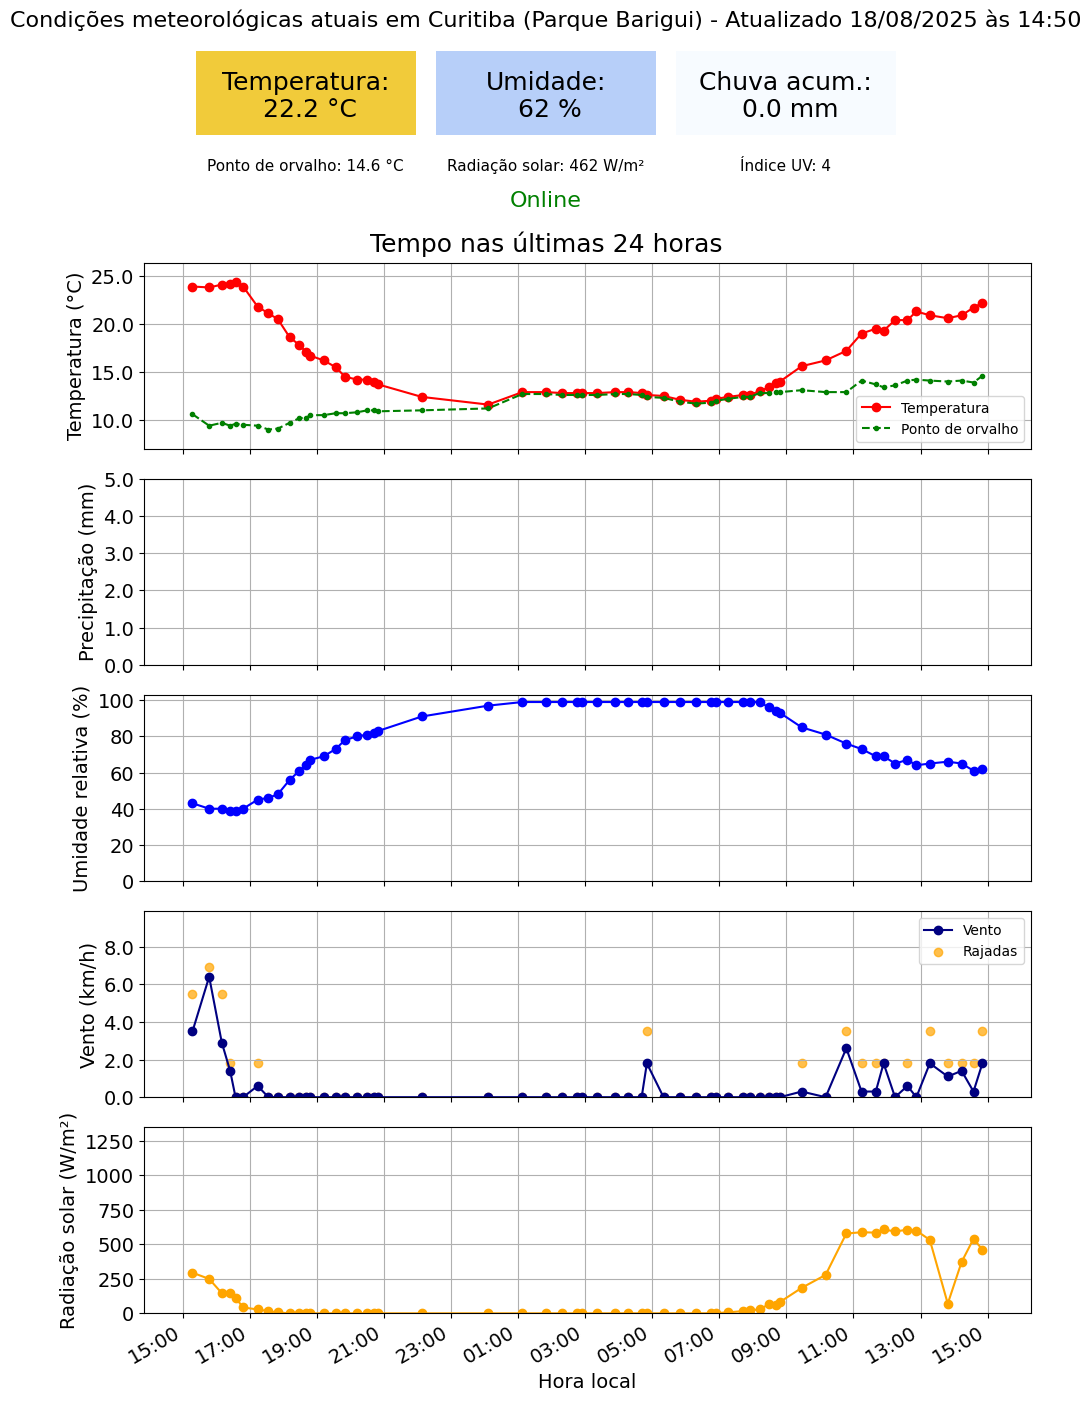 Condições meteorológicas atuais em Curitiba (Parque Barigui) - Atualizado 18/08/2025 às 14:50
Temperatura:
22.2 °C
Umidade:
62 %
Chuva acum.:
0.0 mm
Ponto de orvalho: 14.6 °C
Radiação solar: 462 W/m²
Índice UV: 4
Online
Tempo nas últimas 24 horas
Temperatura (°C)
25.0
20.0
15.0
10.0
Temperatura
Ponto de orvalho
Precipitação (mm)
5.0
4.0
3.0
2.0
1.0
0.0
Umidade relativa (%)
100
80
60
40
20
0
Vento (km/h)
8.0
6.0
4.0
2.0
0.0
Vento
Rajadas
Radiação solar (W/m²)
1250
1000
750
500
250
0
15:00
17:00
19:00
21:00
23:00
01:00
03:00
05:00
07:00
09:00
11:00
13:00
15:00
Hora local